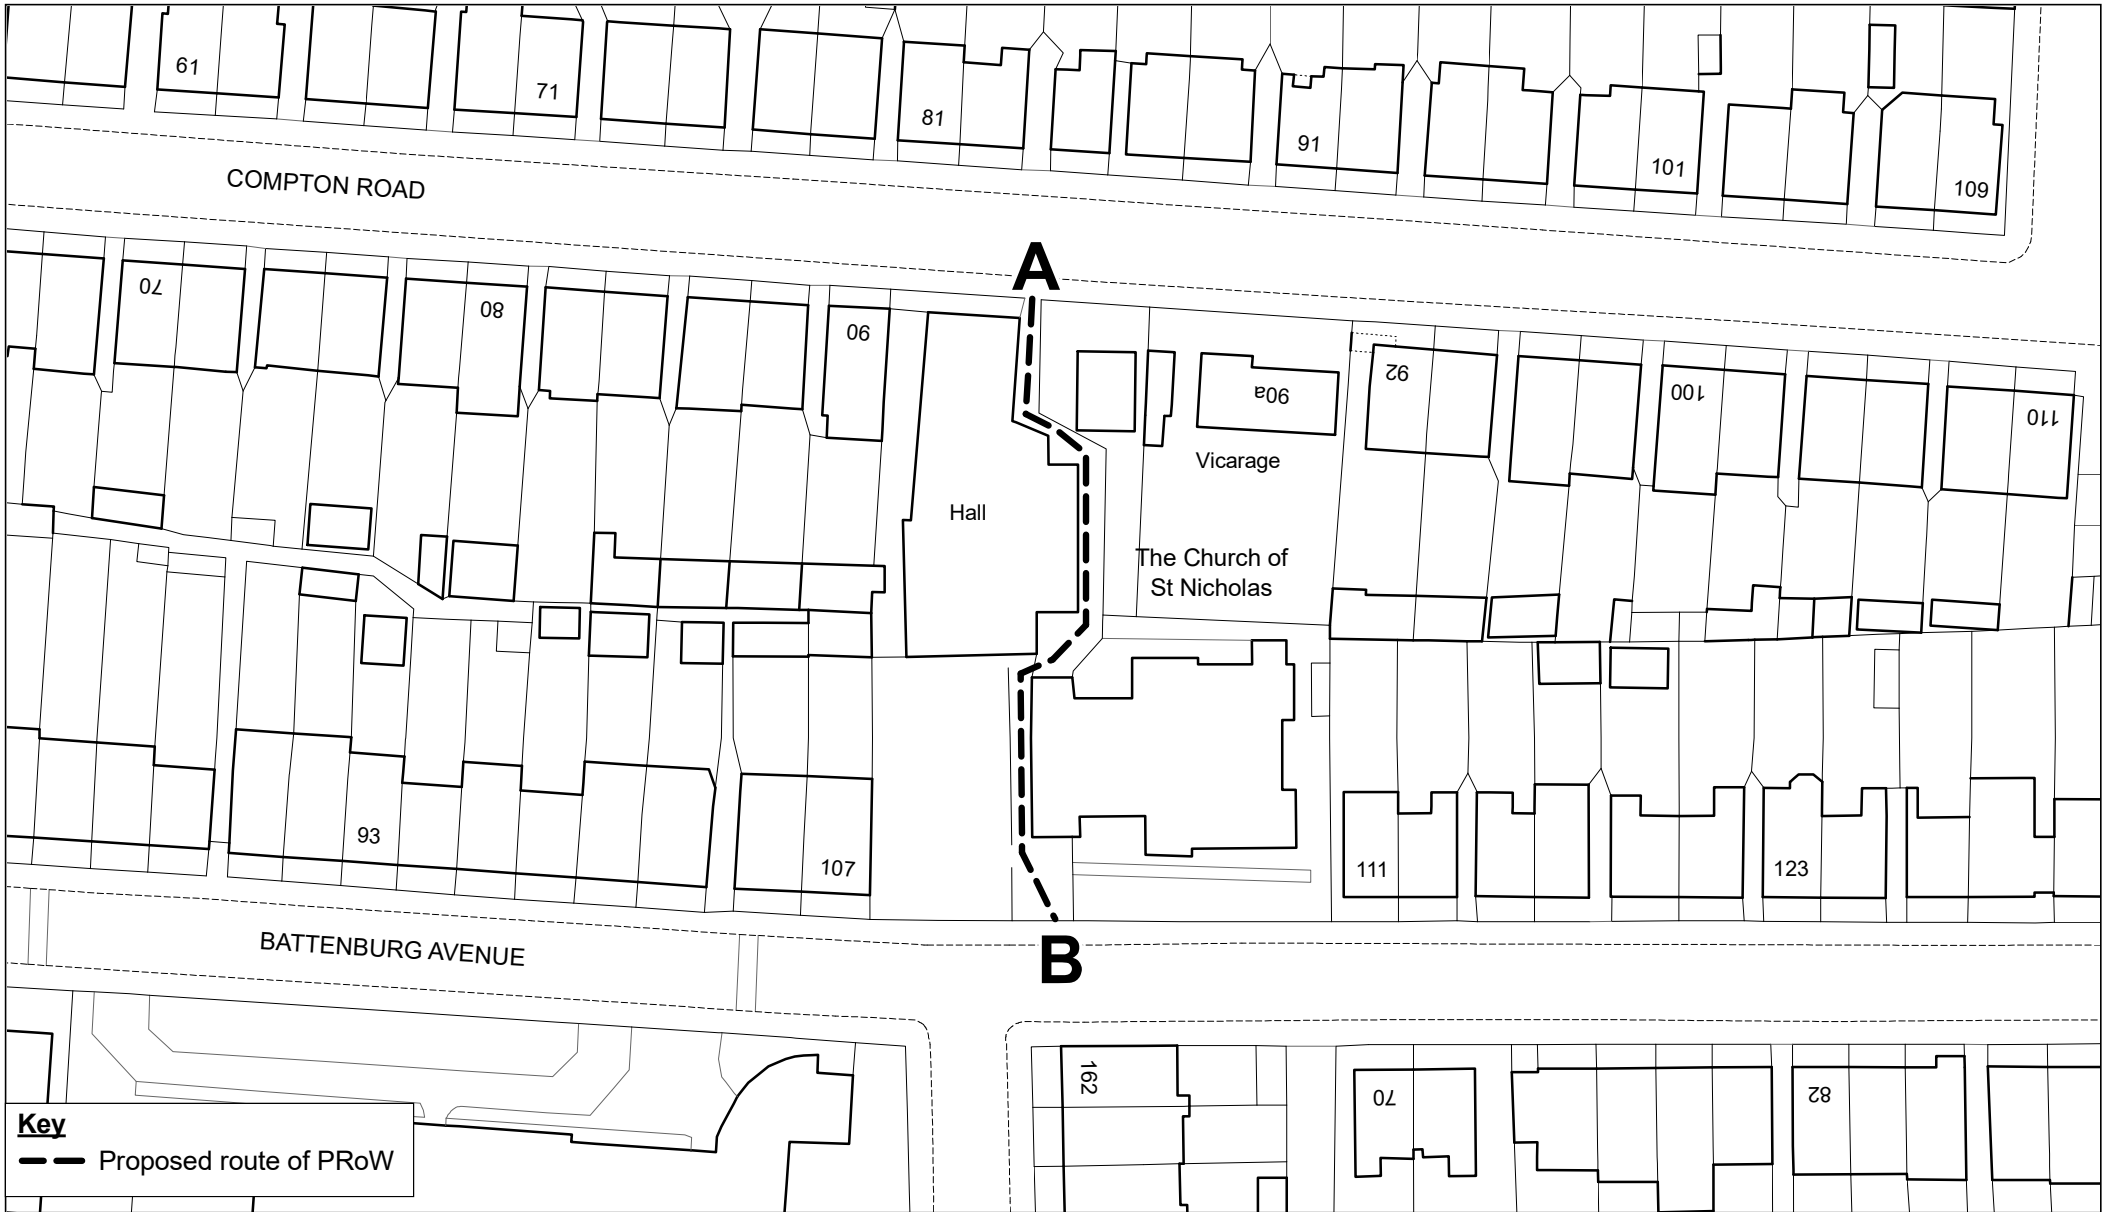 61
71
81
91
101
109
COMPTON ROAD
A
70
80
90
92
90a
100
110
Vicarage
Hall
The Church of
St Nicholas
93
107
111
123
BATTENBURG AVENUE
B
162
70
82
Key
Proposed route of PRoW